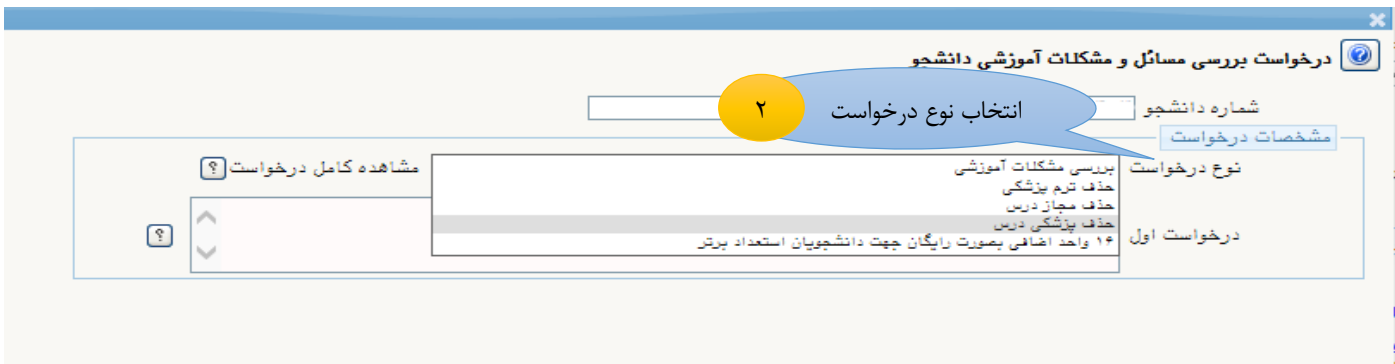 درخواست بررسی مسائل و مشکلات آموزشی دانشجو
انتخاب نوع درخواست
۲
شماره دانشجو
مشخصات درخواست
نوع درخواست
بررسی مشکلات آموزشی
حذف ترم پزشکی
حذف مجاز درس
حذف پزشکی درس
۱۶ واحد اضافی بصورت رایگان جهت دانشجویان استعداد برتر
مشاهده کامل درخواست
؟
درخواست اول
؟